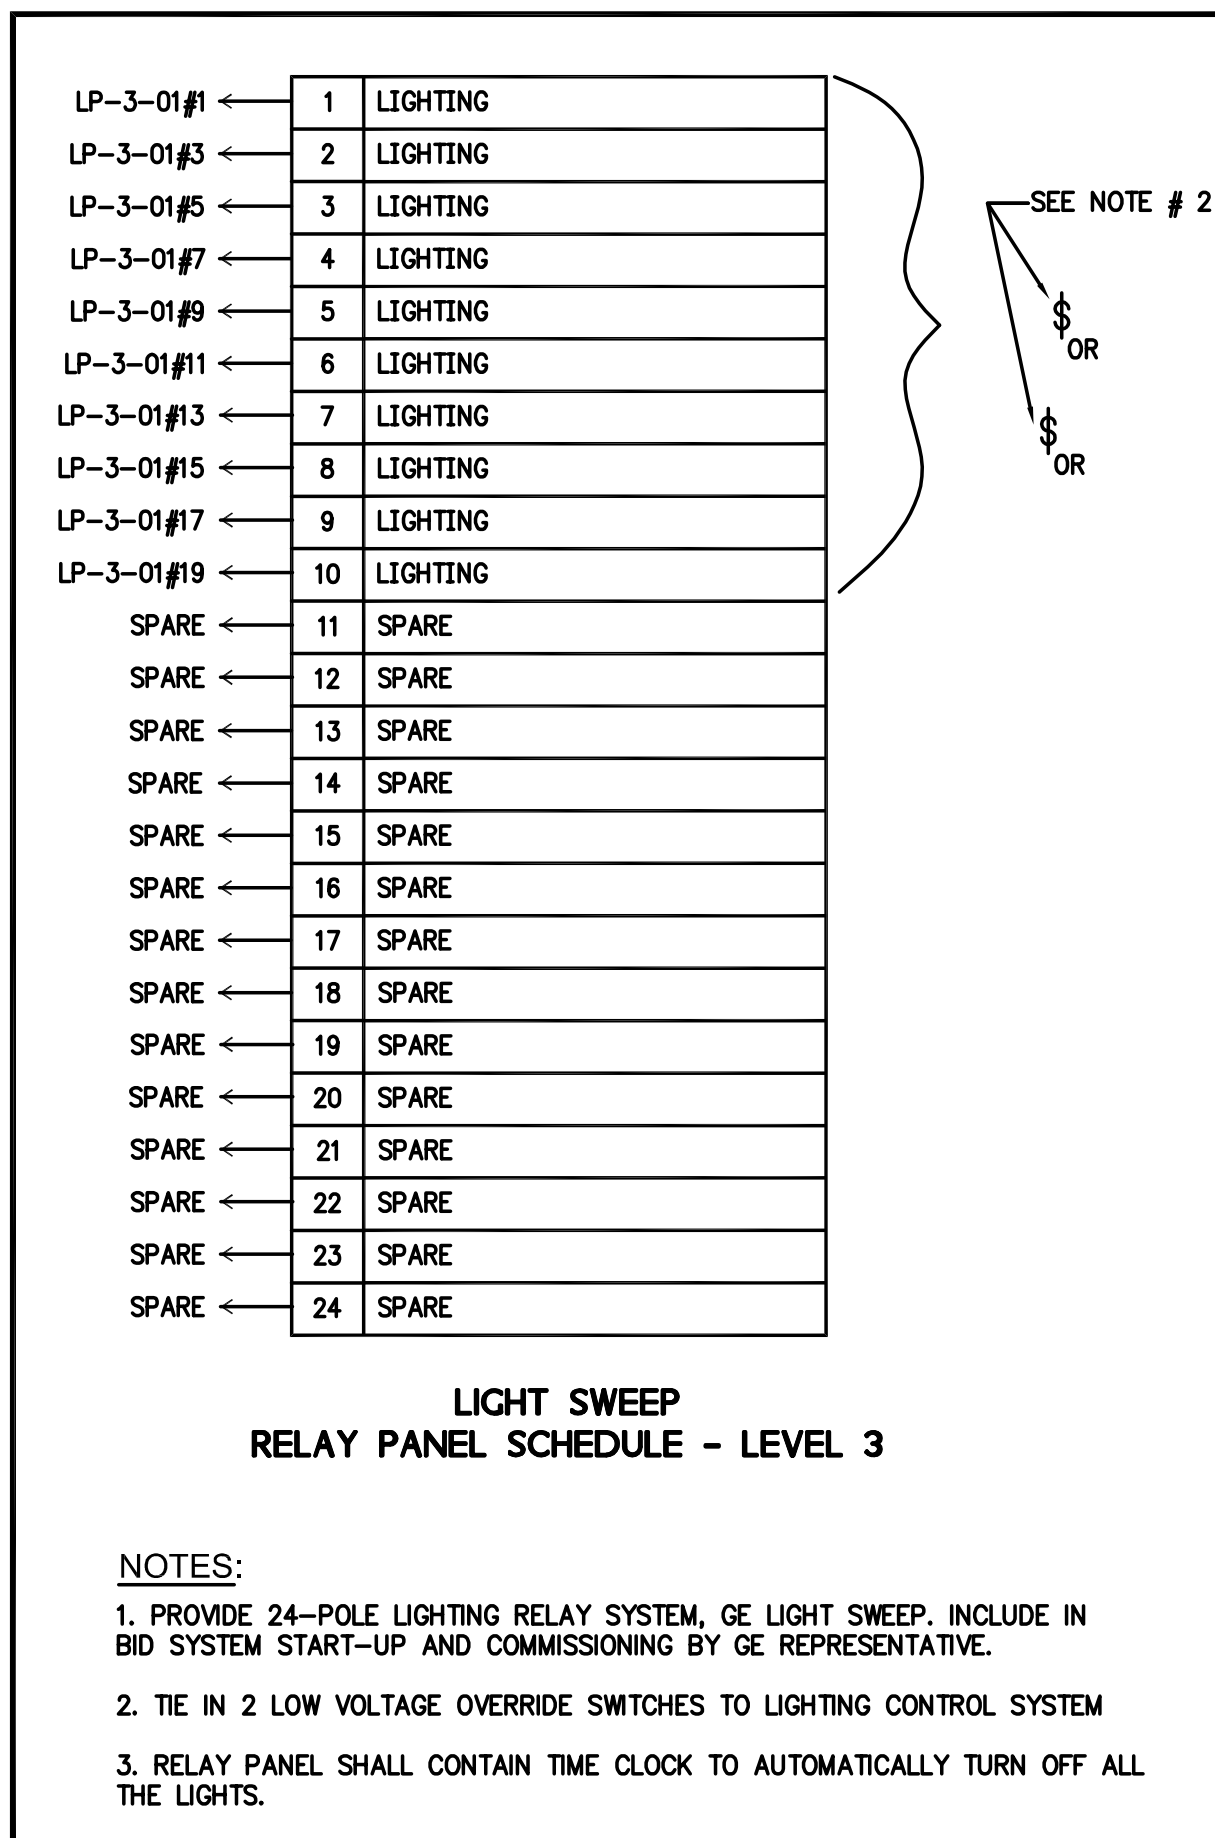 LP-3-01#1 1 LIGHTING
LP-3-01#3 2 LIGHTING
LP-3-01#5 3 LIGHTING
LP-3-01#7 4 LIGHTING
LP-3-01#9 5 LIGHTING
LP-3-01#11 6 LIGHTING
LP-3-01#13 7 LIGHTING
LP-3-01#15 8 LIGHTING
LP-3-01#17 9 LIGHTING
LP-3-01#19 10 LIGHTING
SPARE 11 SPARE
SPARE 12 SPARE
SPARE 13 SPARE
SPARE 14 SPARE
SPARE 15 SPARE
SPARE 16 SPARE
SPARE 17 SPARE
SPARE 18 SPARE
SPARE 19 SPARE
SPARE 20 SPARE
SPARE 21 SPARE
SPARE 22 SPARE
SPARE 23 SPARE
SPARE 24 SPARE
SEE NOTE # 2
$
OR
$
OR
LIGHT SWEEP
RELAY PANEL SCHEDULE - LEVEL 3
NOTES:
1. PROVIDE 24-POLE LIGHTING RELAY SYSTEM, GE LIGHT SWEEP. INCLUDE IN
BID SYSTEM START-UP AND COMMISSIONING BY GE REPRESENTATIVE.
2. TIE IN 2 LOW VOLTAGE OVERRIDE SWITCHES TO LIGHTING CONTROL SYSTEM
3. RELAY PANEL SHALL CONTAIN TIME CLOCK TO AUTOMATICALLY TURN OFF ALL
THE LIGHTS.